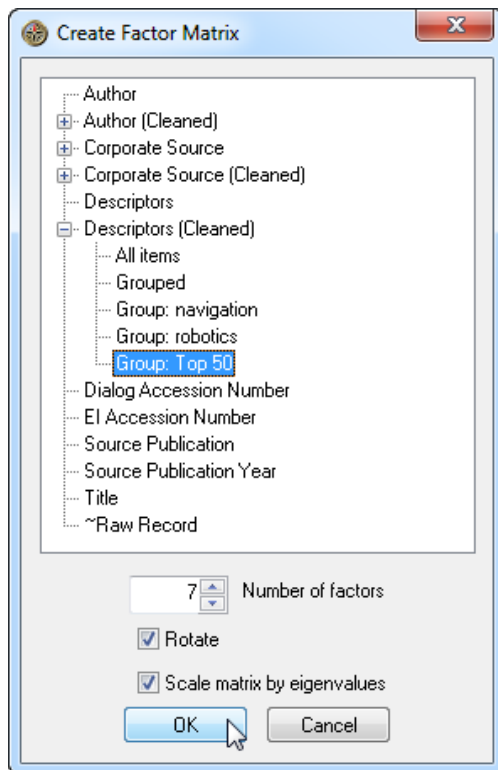 Create Factor Matrix
Author
Author (Cleaned)
Corporate Source
Corporate Source (Cleaned)
Descriptors
Descriptors (Cleaned)
All items
Grouped
Group: navigation
Group: robotics
Group: Top 50
Dialog Accession Number
EI Accession Number
Source Publication
Source Publication Year
Title
~Raw Record
7 Number of factors
Rotate
Scale matrix by eigenvalues
OK Cancel